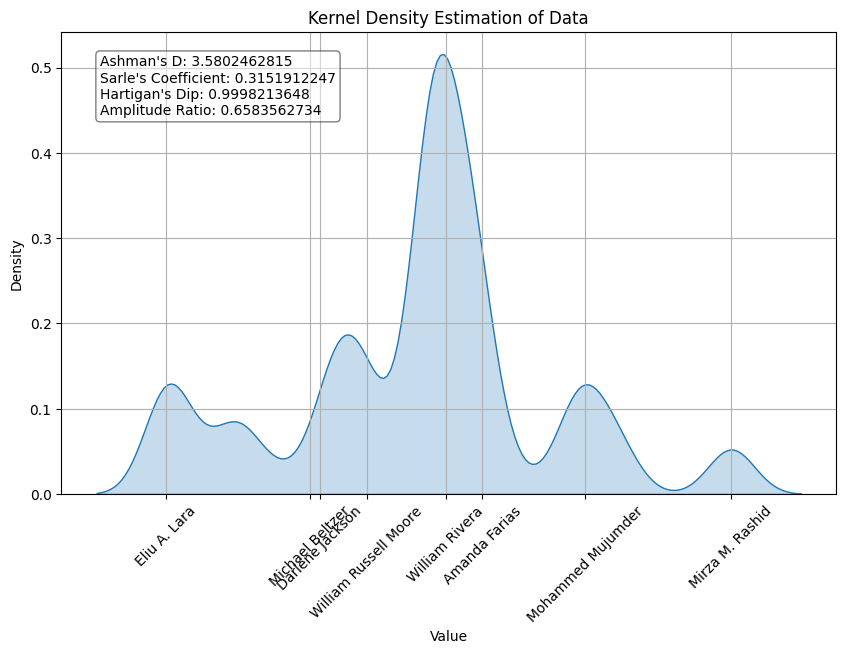 Kernel Density Estimation of Data
Ashman's D: 3.5802462815
Sarle's Coefficient: 0.3151912247
Hartigan's Dip: 0.9998213648
Amplitude Ratio: 0.6583562734
Density
0.5
0.4
0.3
0.2
0.1
0.0
Eliu A. Lara
Michael Beltzer
Darlene Jackson
William Russell Moore
William Rivera
Amanda Farias
Mohammed Mujumder
Mirza M. Rashid
Value